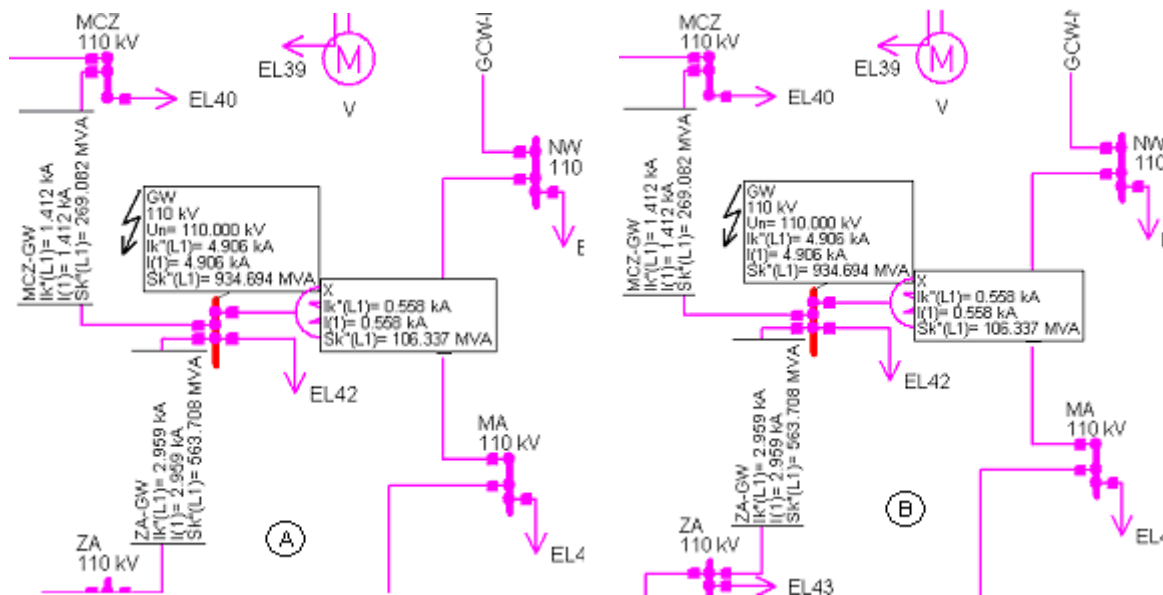 MCZ
110 kV
EL39
M
V
EL40
GCW-
NW
110
MCZ-GW
Ik"(L1)= 1.412 kA
I(1)= 1.412 kA
Sk"(L1)= 269.082 MVA
GW
110 kV
Un= 110.000 kV
Ik"(L1)= 4.906 kA
I(1)= 4.906 kA
Sk"(L1)= 934.694 MVA
X
Ik"(L1)= 0.558 kA
I(1)= 0.558 kA
Sk"(L1)= 106.337 MVA
EL42
ZA-GW
Ik"(L1)= 2.959 kA
I(1)= 2.959 kA
Sk"(L1)= 563.708 MVA
MA
110 kV
ZA
110 kV
A
EL4
MCZ
110 kV
EL39
M
V
EL40
GCW-
NW
110
MCZ-GW
Ik"(L1)= 1.412 kA
I(1)= 1.412 kA
Sk"(L1)= 269.082 MVA
GW
110 kV
Un= 110.000 kV
Ik"(L1)= 4.906 kA
I(1)= 4.906 kA
Sk"(L1)= 934.694 MVA
X
Ik"(L1)= 0.558 kA
I(1)= 0.558 kA
Sk"(L1)= 106.337 MVA
EL42
ZA-GW
Ik"(L1)= 2.959 kA
I(1)= 2.959 kA
Sk"(L1)= 563.708 MVA
MA
110 kV
ZA
110 kV
B
EL43
EL4